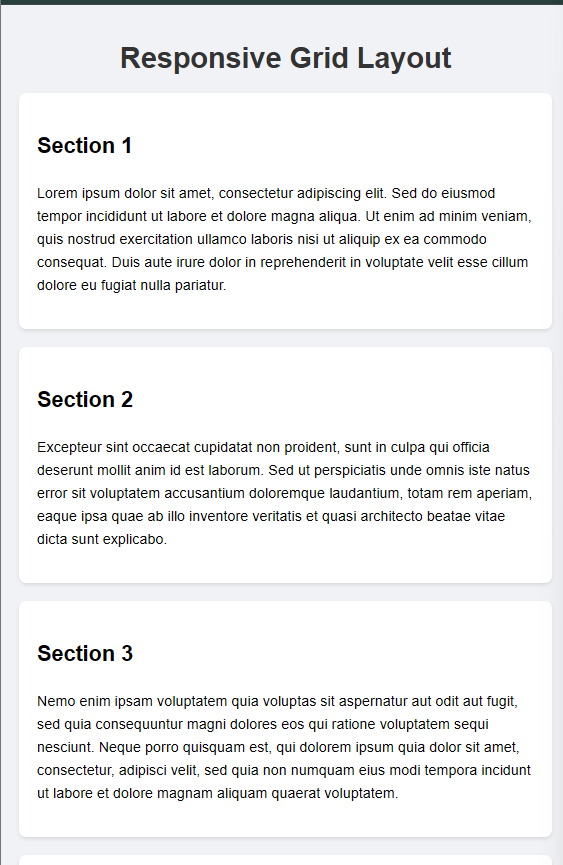 Responsive Grid Layout
Section 1
Lorem ipsum dolor sit amet, consectetur adipiscing elit. Sed do eiusmod
tempor incididunt ut labore et dolore magna aliqua. Ut enim ad minim veniam,
quis nostrud exercitation ullamco laboris nisi ut aliquip ex ea commodo
consequat. Duis aute irure dolor in reprehenderit in voluptate velit esse cillum
dolore eu fugiat nulla pariatur.
Section 2
Excepteur sint occaecat cupidatat non proident, sunt in culpa qui officia
deserunt mollit anim id est laborum. Sed ut perspiciatis unde omnis iste natus
error sit voluptatem accusantium doloremque laudantium, totam rem aperiam,
eaque ipsa quae ab illo inventore veritatis et quasi architecto beatae vitae
dicta sunt explicabo.
Section 3
Nemo enim ipsam voluptatem quia voluptas sit aspernatur aut odit aut fugit,
sed quia consequuntur magni dolores eos qui ratione voluptatem sequi
nesciunt. Neque porro quisquam est, qui dolorem ipsum quia dolor sit amet,
consectetur, adipisci velit, sed quia non numquam eius modi tempora incidunt
ut labore et dolore magnam aliquam quaerat voluptatem.